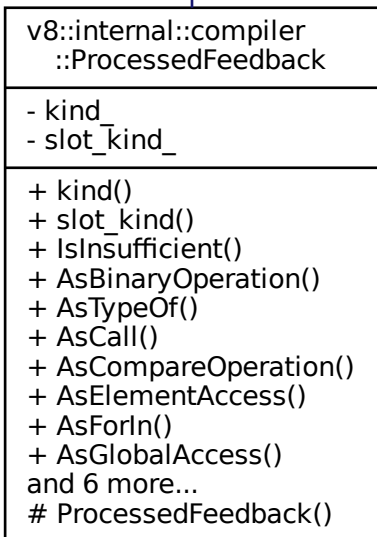 v8::internal::compiler
::ProcessedFeedback
- kind_
- slot_kind_
+ kind()
+ slot_kind()
+ IsInsufficient()
+ AsBinaryOperation()
+ AsTypeOf()
+ AsCall()
+ AsCompareOperation()
+ AsElementAccess()
+ AsForIn()
+ AsGlobalAccess()
and 6 more...
# ProcessedFeedback()